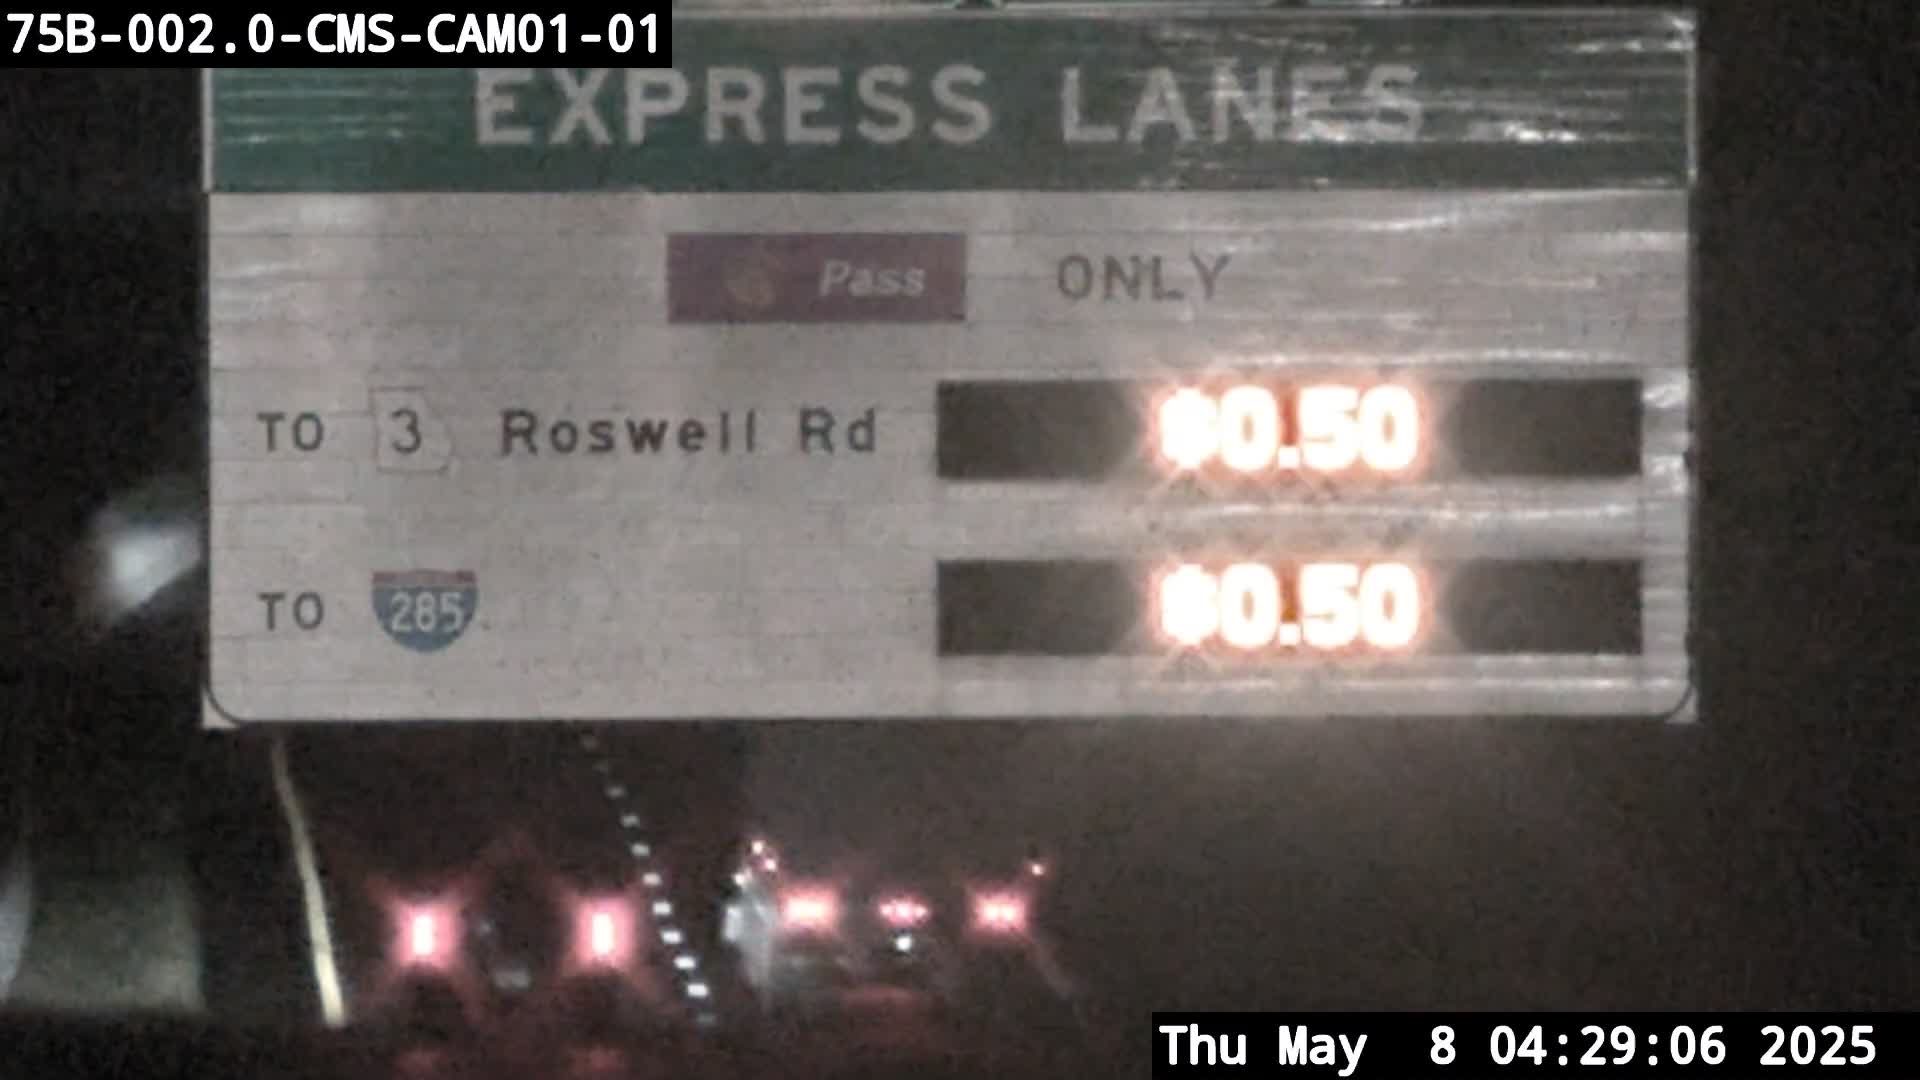 75B-002.0-CMS-CAM01-01
EXPRESS LANES
Pass ONLY
TO 3 Roswell Rd $0.50
TO 285 $0.50
Thu May 8 04:29:06 2025